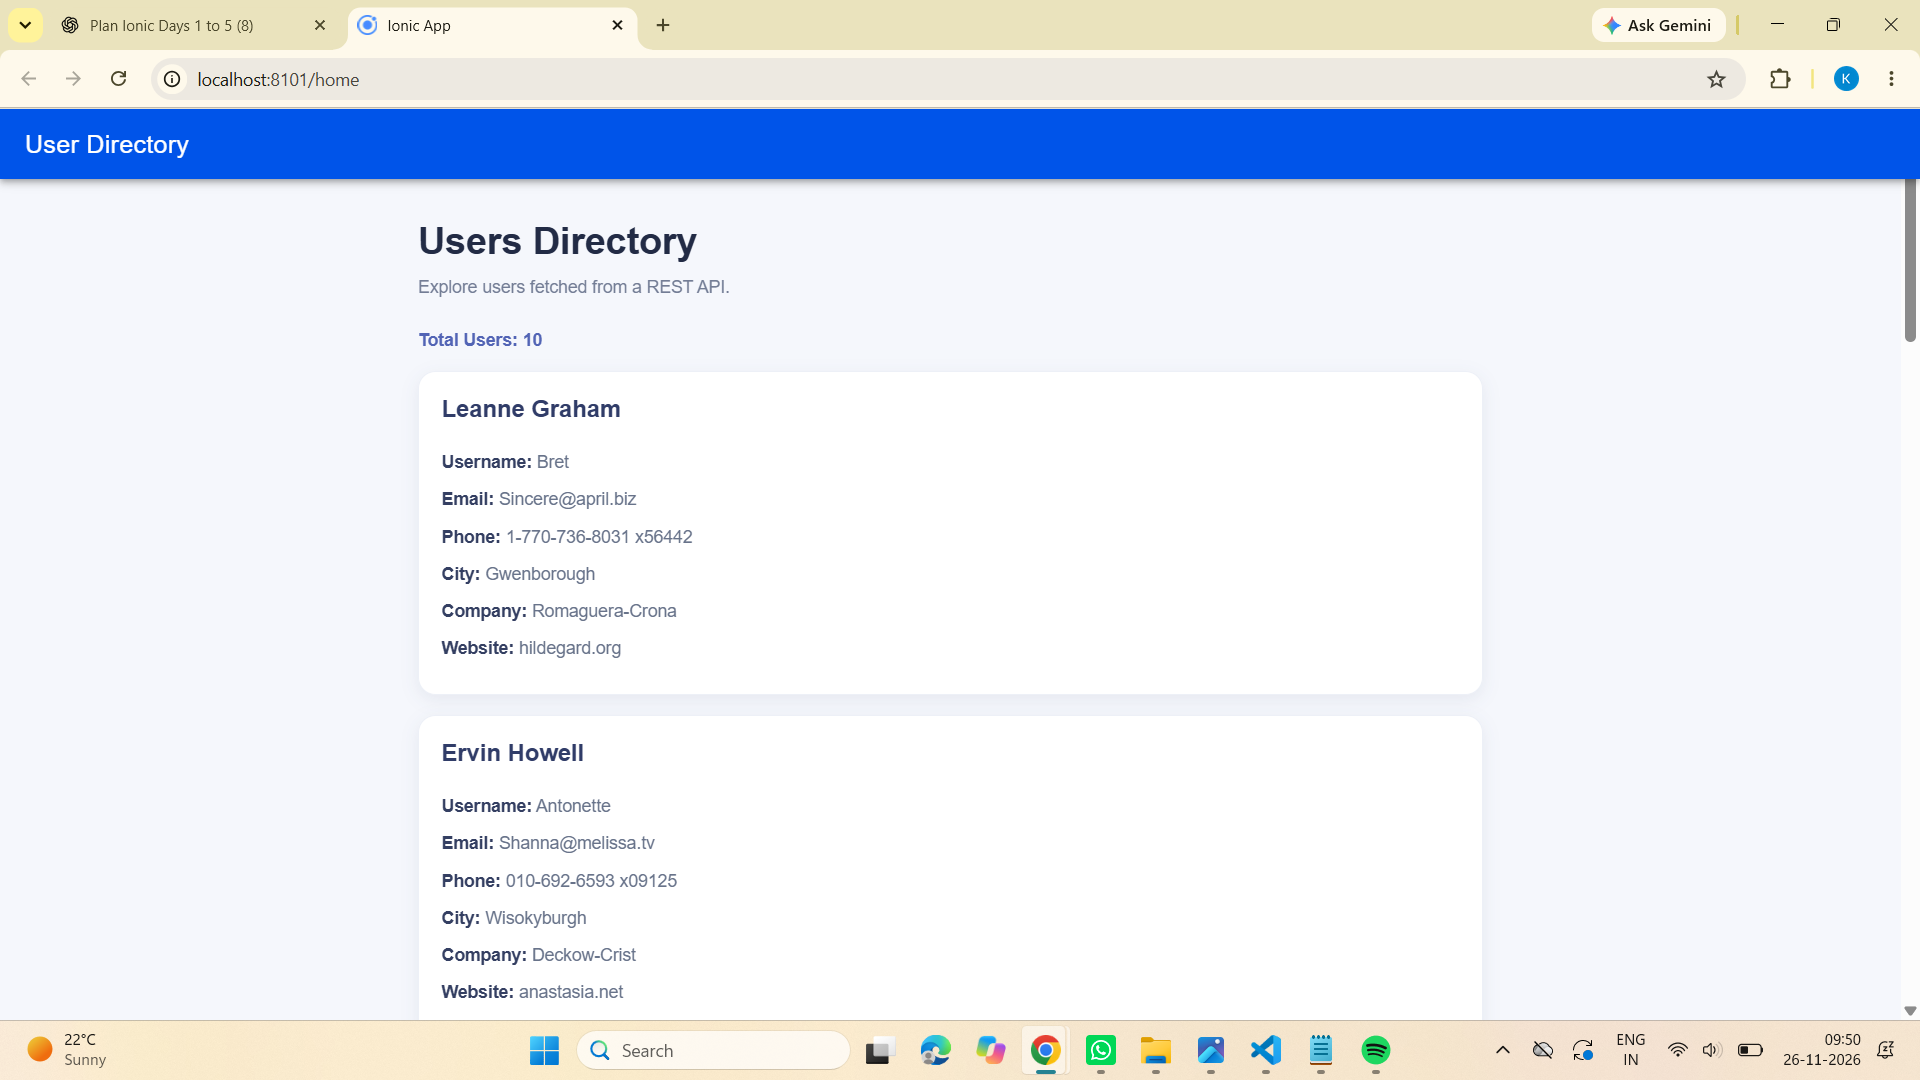 Plan Ionic Days 1 to 5 (8)
Ionic App
Ask Gemini
localhost:8101/home
K
User Directory
Users Directory
Explore users fetched from a REST API.
Total Users: 10
Leanne Graham
Username: Bret
Email: Sincere@april.biz
Phone: 1-770-736-8031 x56442
City: Gwenborough
Company: Romaguera-Crona
Website: hildegard.org
Ervin Howell
Username: Antonette
Email: Shanna@melissa.tv
Phone: 010-692-6593 x09125
City: Wisokyburgh
Company: Deckow-Crist
Website: anastasia.net
22°C
Sunny
Search
ENG
IN
09:50
26-11-2026